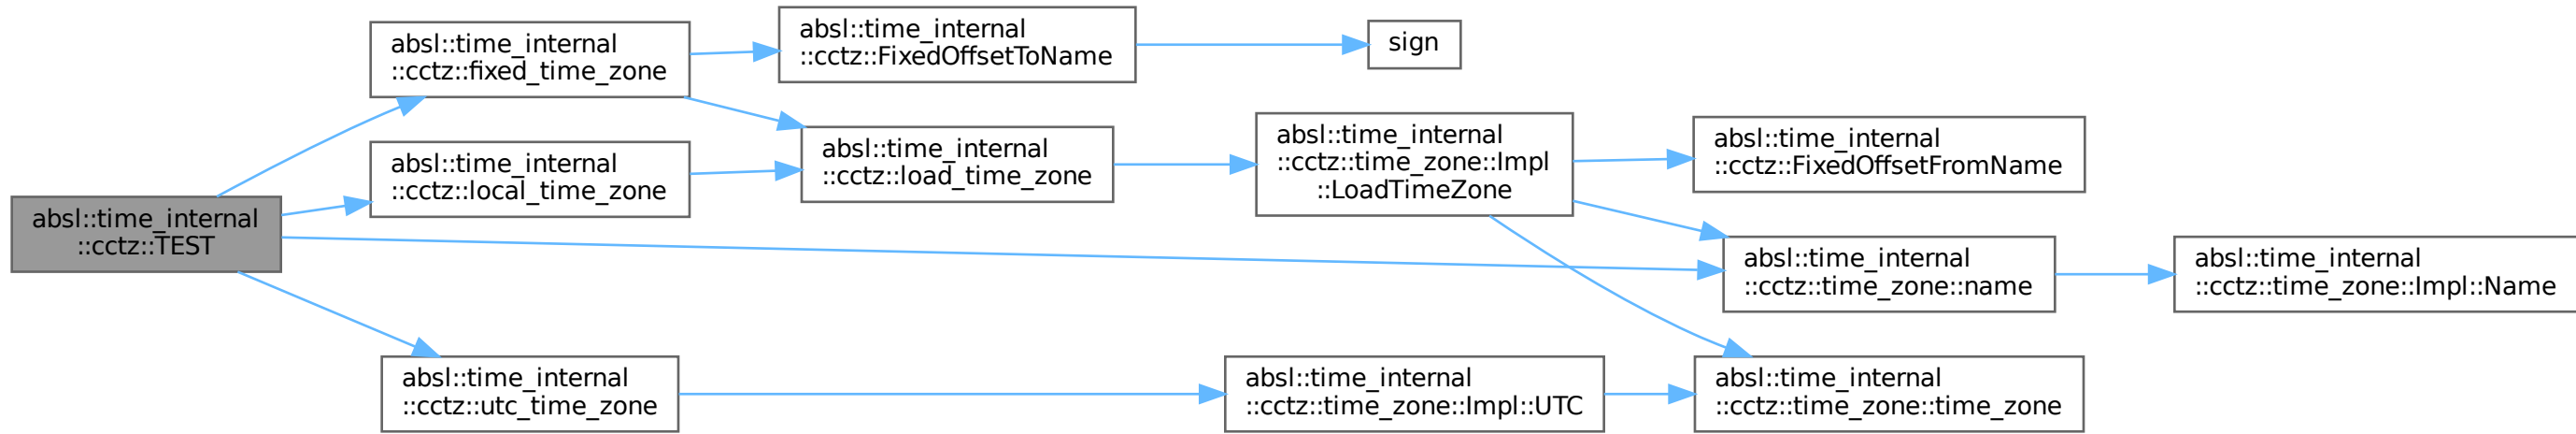 absl::time_internal
::cctz::TEST
absl::time_internal
::cctz::fixed_time_zone
absl::time_internal
::cctz::FixedOffsetToName
sign
absl::time_internal
::cctz::local_time_zone
absl::time_internal
::cctz::load_time_zone
absl::time_internal
::cctz::time_zone::Impl
::LoadTimeZone
absl::time_internal
::cctz::FixedOffsetFromName
absl::time_internal
::cctz::time_zone::name
absl::time_internal
::cctz::time_zone::Impl::Name
absl::time_internal
::cctz::utc_time_zone
absl::time_internal
::cctz::time_zone::Impl::UTC
absl::time_internal
::cctz::time_zone::time_zone